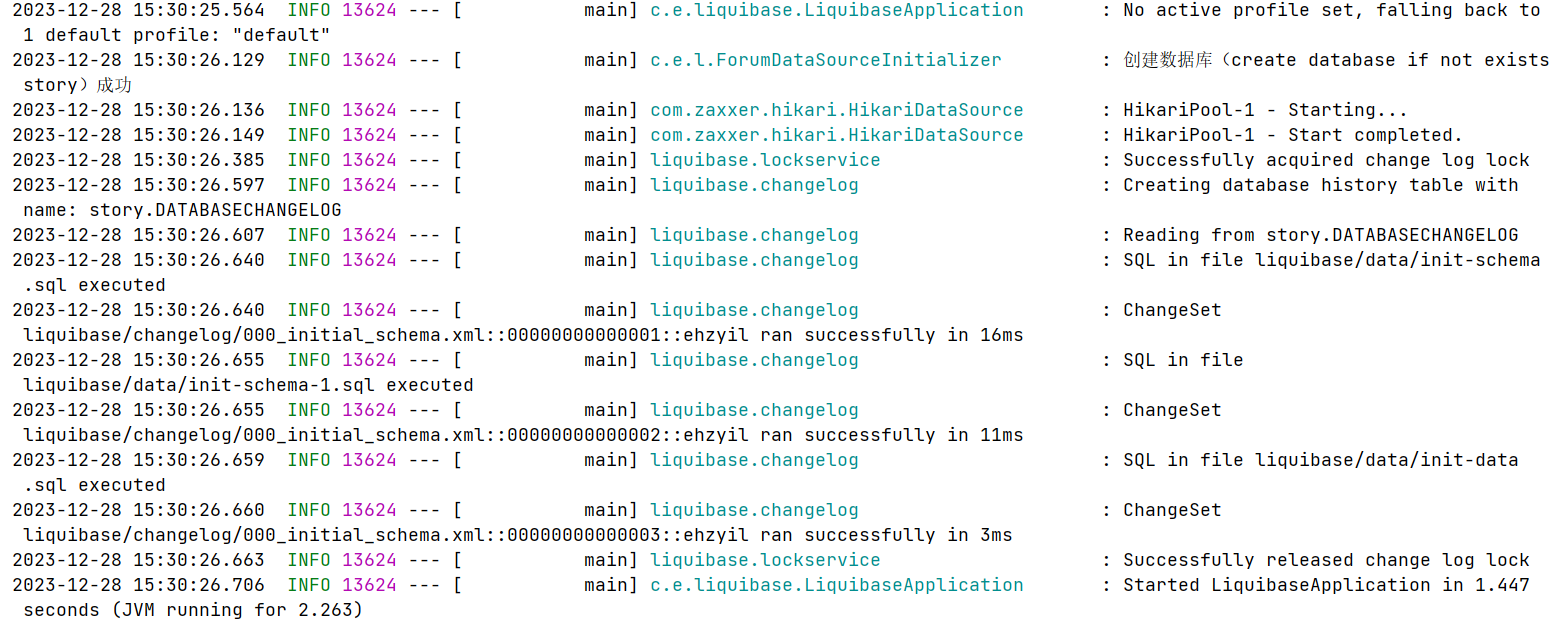 2023-12-28 15:30:25.564  INFO 13624 --- [           main] c.e.liquibase.LiquibaseApplication       : No active profile set, falling back to
 1 default profile: "default"
2023-12-28 15:30:26.129  INFO 13624 --- [           main] c.e.l.ForumDataSourceInitializer         : 创建数据库（create database if not exists
 story）成功
2023-12-28 15:30:26.136  INFO 13624 --- [           main] com.zaxxer.hikari.HikariDataSource       : HikariPool-1 - Starting...
2023-12-28 15:30:26.149  INFO 13624 --- [           main] com.zaxxer.hikari.HikariDataSource       : HikariPool-1 - Start completed.
2023-12-28 15:30:26.385  INFO 13624 --- [           main] liquibase.lockservice                    : Successfully acquired change log lock
2023-12-28 15:30:26.597  INFO 13624 --- [           main] liquibase.changelog                      : Creating database history table with
 name: story.DATABASECHANGELOG
2023-12-28 15:30:26.607  INFO 13624 --- [           main] liquibase.changelog                      : Reading from story.DATABASECHANGELOG
2023-12-28 15:30:26.640  INFO 13624 --- [           main] liquibase.changelog                      : SQL in file liquibase/data/init-schema
 .sql executed
2023-12-28 15:30:26.640  INFO 13624 --- [           main] liquibase.changelog                      : ChangeSet
 liquibase/changelog/000_initial_schema.xml::00000000000001::ehzyil ran successfully in 16ms
2023-12-28 15:30:26.655  INFO 13624 --- [           main] liquibase.changelog                      : SQL in file
 liquibase/data/init-schema-1.sql executed
2023-12-28 15:30:26.655  INFO 13624 --- [           main] liquibase.changelog                      : ChangeSet
 liquibase/changelog/000_initial_schema.xml::00000000000002::ehzyil ran successfully in 11ms
2023-12-28 15:30:26.659  INFO 13624 --- [           main] liquibase.changelog                      : SQL in file liquibase/data/init-data
 .sql executed
2023-12-28 15:30:26.660  INFO 13624 --- [           main] liquibase.changelog                      : ChangeSet
 liquibase/changelog/000_initial_schema.xml::00000000000003::ehzyil ran successfully in 3ms
2023-12-28 15:30:26.663  INFO 13624 --- [           main] liquibase.lockservice                    : Successfully released change log lock
2023-12-28 15:30:26.706  INFO 13624 --- [           main] c.e.liquibase.LiquibaseApplication       : Started LiquibaseApplication in 1.447
 seconds (JVM running for 2.263)